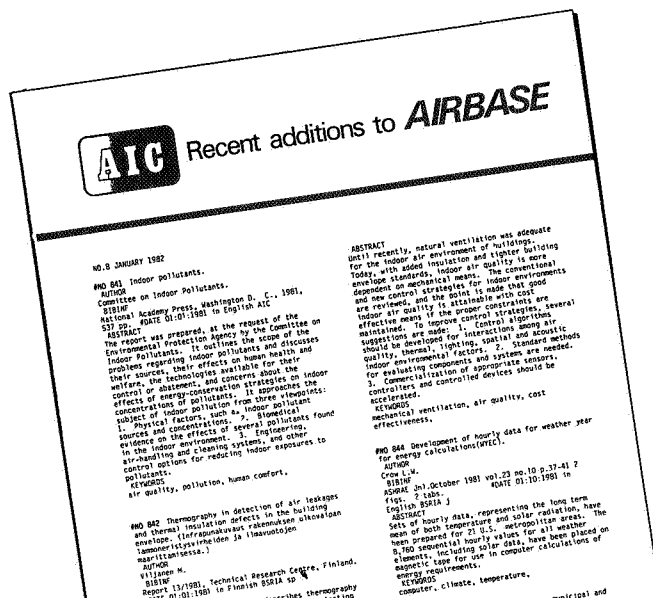 AIC Recent additions to AIRBASE
NO.8 JANUARY 1982
#NO 841 Indoor pollutants.
AUTHOR
Committee on Indoor Pollutants.
BIBINF
National Academy Press, Washington D. C., 1981,
537 pp. #DATE 01:01:1981 in English AIC
ABSTRACT
The report was prepared, at the request of the
Environmental Protection Agency by the Committee on
Indoor Pollutants. It outlines the scope of the
problems regarding indoor pollutants and discusses
their sources, their effects on human health and
welfare, the technologies available for their
control or abatement, and concerns about the
effects of energy-conservation strategies on indoor
concentrations of pollutants. It approaches the
subject of indoor pollution from three viewpoints:
1. Physical factors, such as indoor pollutant
sources and concentrations. 2. Biomedical
evidence on the effects of several pollutants found
in the indoor environment. 3. Engineering,
air-handling and cleaning systems, and other
control options for reducing indoor exposures to
pollutants.
KEYWORDS
air quality, pollution, human comfort,
#NO 842 Thermography in detection of air leakages
and thermal insulation defects in the building
envelope. (Infrapunakuvaus rakennuksen ulkovaipan
lammoneristysvirheiden ja ilmavuotojen
maarittamisessa.)
AUTHOR
Viljanen M.
BIBINF
Report 13/1981, Technical Research Centre, Finland.
#DATE 01:01:1981 in Finnish BSRIA sp
describes thermography
ABSTRACT
Until recently, natural ventilation was adequate
for the indoor air environment of buildings.
Today, with added insulation and tighter building
envelope standards, indoor air quality is more
dependent on mechanical means. The conventional
and new control strategies for indoor environments
are reviewed, and the point is made that good
indoor air quality is attainable with cost
effective means if the proper constraints are
maintained. To improve control strategies, several
suggestions are made: 1. Control algorithms
should be developed for interactions among air
quality, thermal, lighting, spatial and acoustic
indoor environmental factors. 2. Standard methods
for evaluating components and systems are needed.
3. Commercialization of appropriate sensors,
controllers and controlled devices should be
accelerated.
KEYWORDS
mechanical ventilation, air quality, cost
effectiveness,
#NO 844 Development of hourly data for weather year
for energy calculations(WYEC).
AUTHOR
Crow L.W.
BIBINF
ASHRAE Jnl.October 1981 vol.23 no.10 p.37-41 2
figs. 2 tabs. #DATE 01:10:1981 in
English BSRIA j
ABSTRACT
Sets of hourly data, representing the long term
mean of both temperature and solar radiation, have
been prepared for 21 U.S. metropolitan areas. The
8,760 sequential hourly values for all weather
elements, including solar data, have been placed on
magnetic tape for use in computer calculations of
energy requirements.
KEYWORDS
computer, climate, temperature,
municipal and